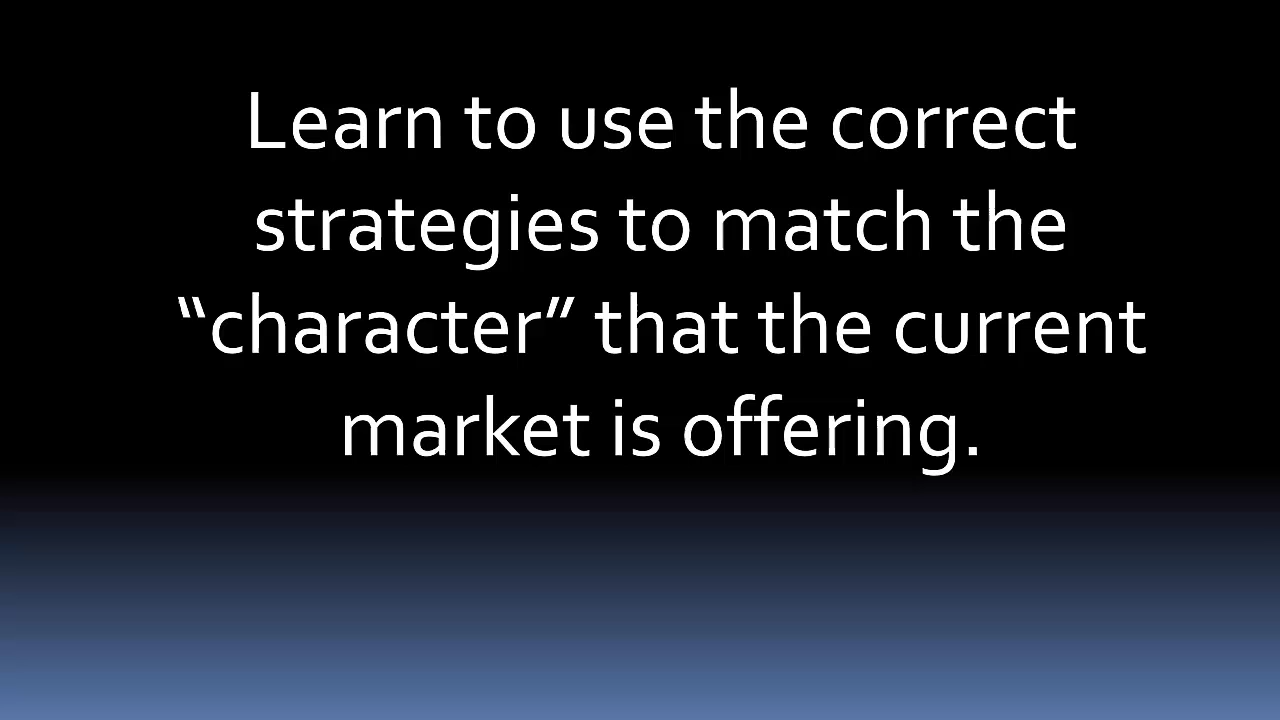 Learn to use the correct
strategies to match the
“character” that the current
market is offering.